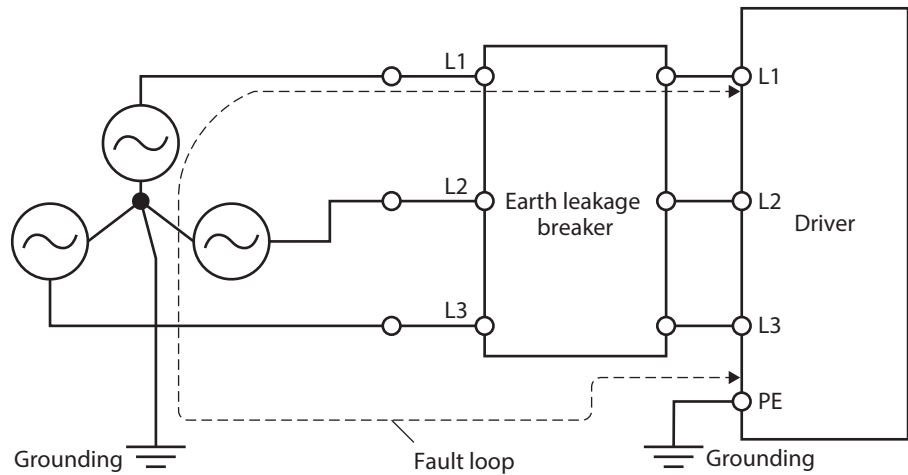 L1
L1
L2
Earth leakage
breaker
L2
Driver
L3
L3
PE
Grounding
Fault loop
Grounding